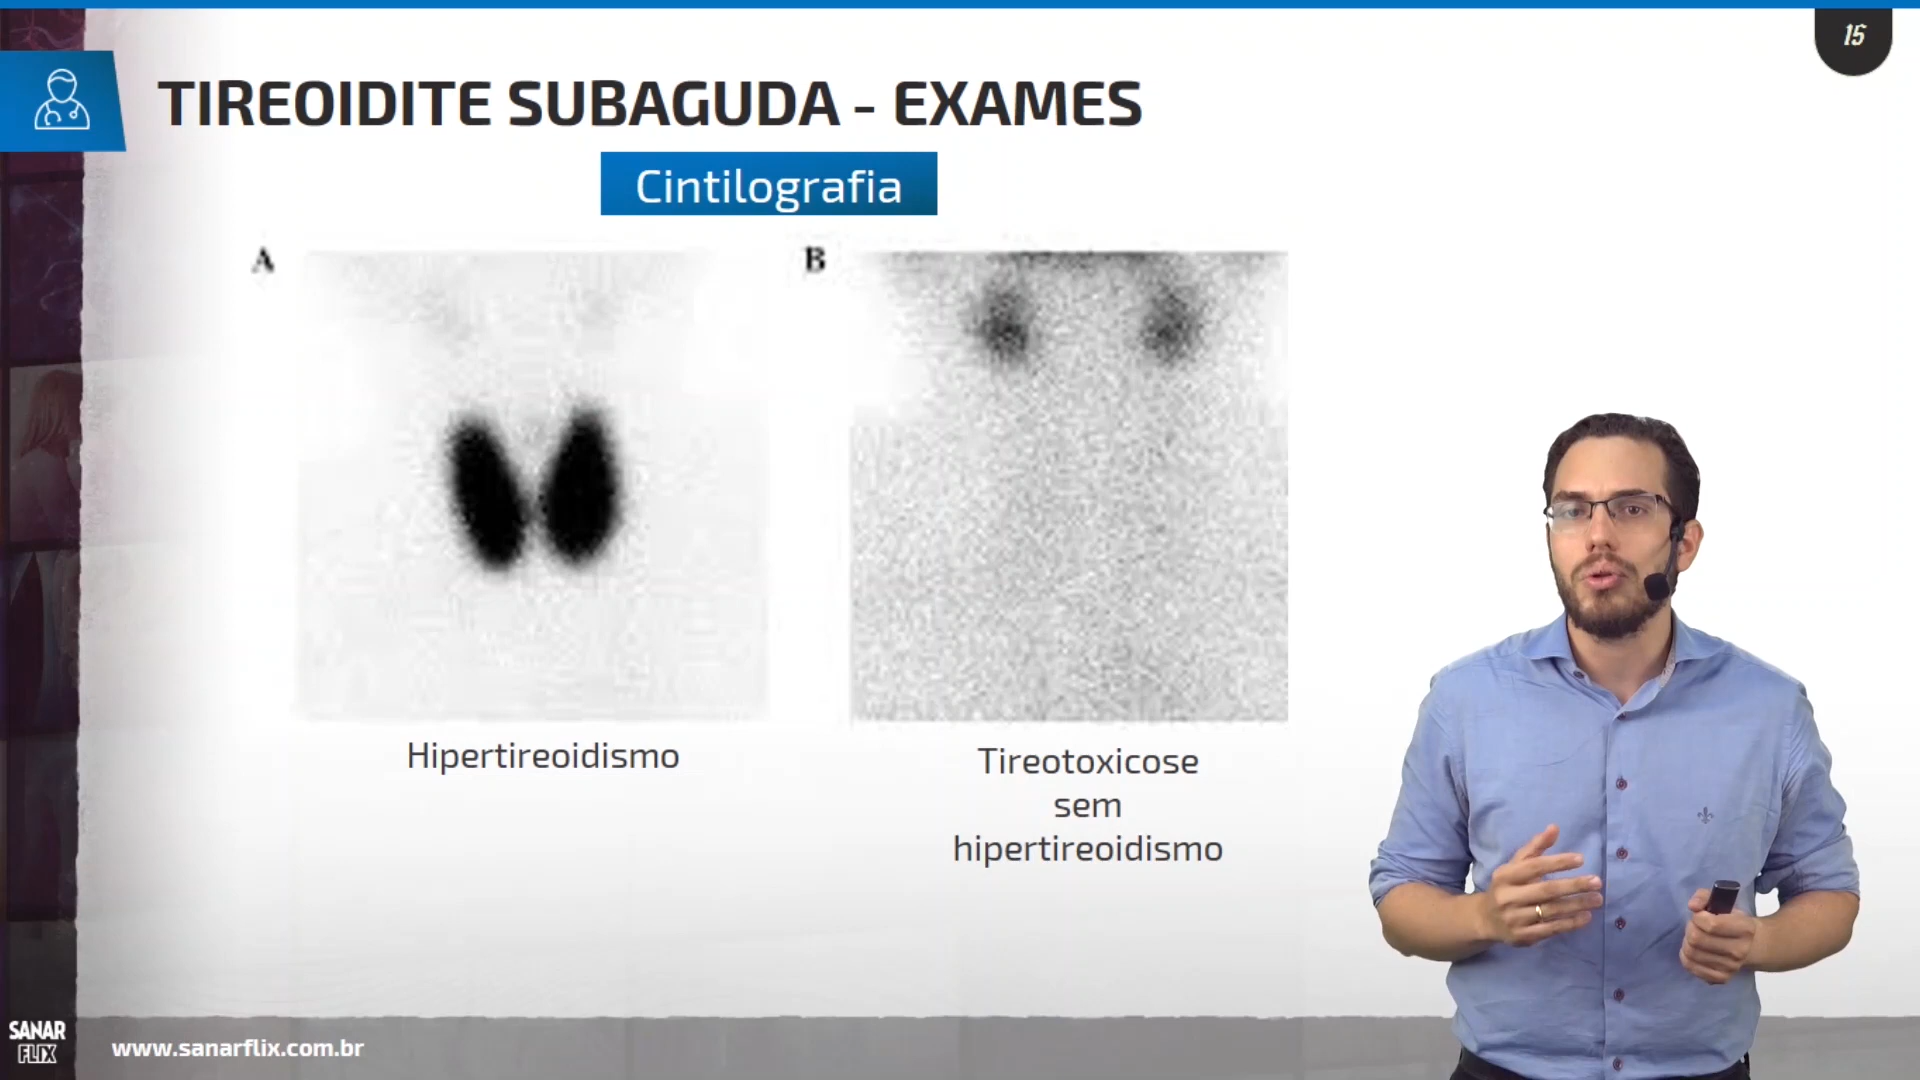 15
TIREOIDITE SUBAGUDA - EXAMES
Cintilografia
A
B
Hipertireoidismo
Tireotoxicose
sem
hipertireoidismo
SANAR
FLIX
www.sanarflix.com.br